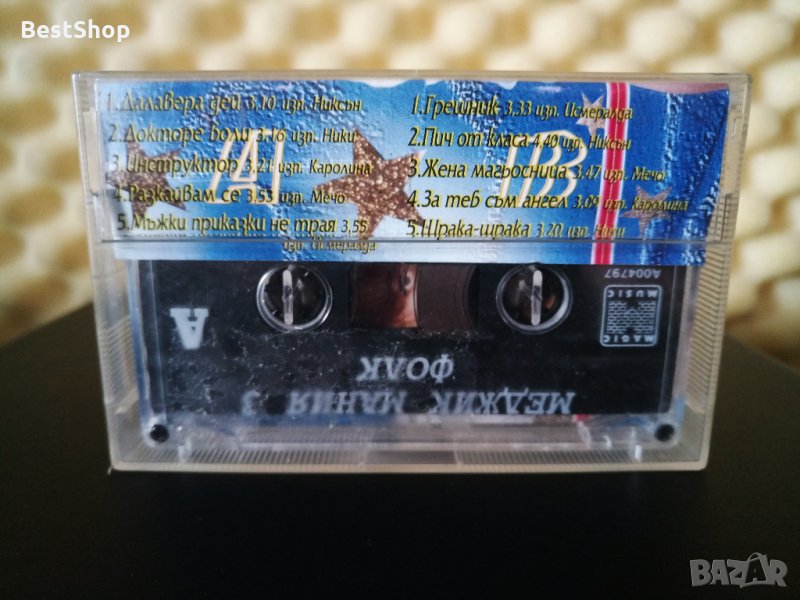 BestShop
1.Далавера дей 3,10 изп. Никсън
2.Докторе боли 3,16 изп. Ники
3.Инструктор 3,21 изп. Каролина
4.Разкайвам се 3,53 изп. Мечо
5.Мъжки приказки не трая 3,55
изп. Исмералда
A
1.Грешник 3,33 изп. Исмералда
2.Пич от класа 4,40 изп. Никсън
3.Жена магьосница 3,47 изп. Мечо
4.За теб съм ангел 3,09 изп. Каролина
5.Щрака-щрака 3.20 изп. Ники
B
A004797
MAGIC
MUSIC
A
МЕДЖИК МАНИЯ 3
ФОЛК
BAZAR